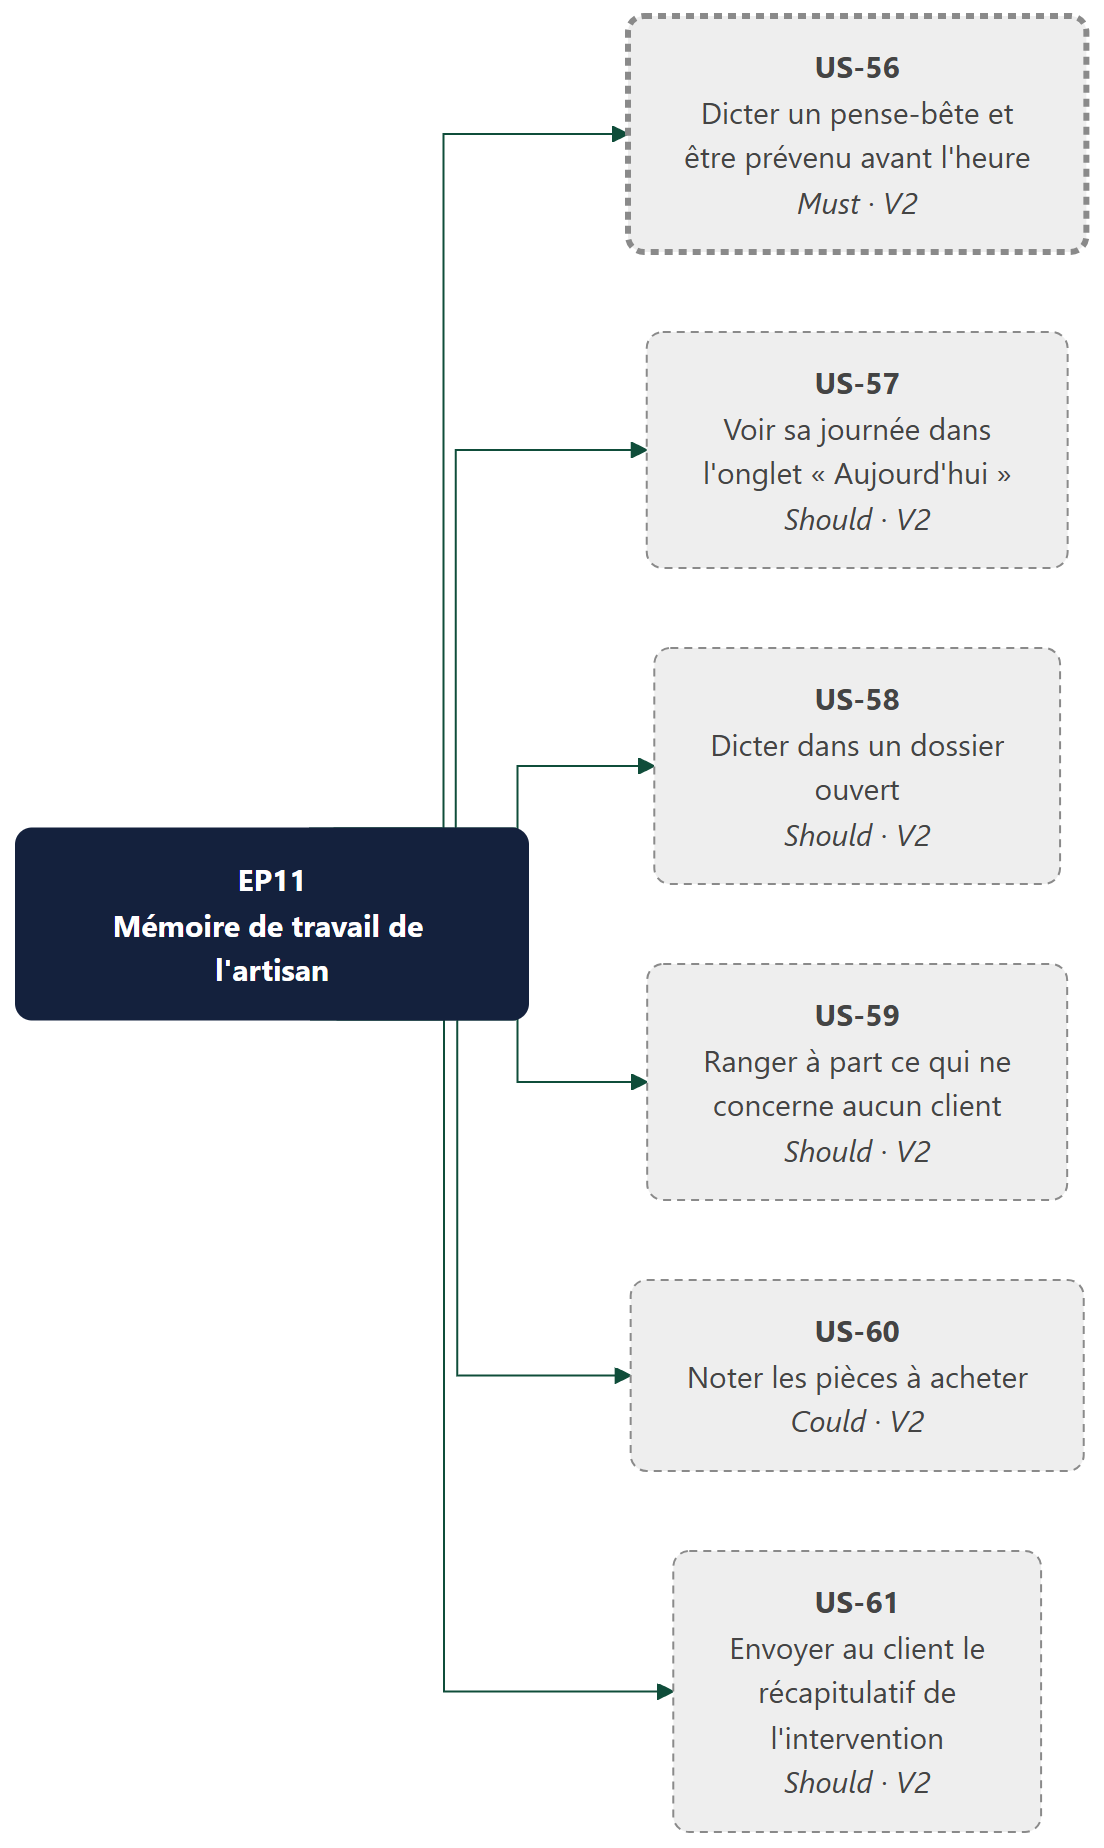 US-56
Dicter un pense-bête et
être prévenu avant l'heure
Must · V2
US-57
Voir sa journée dans
l'onglet « Aujourd'hui »
Should · V2
US-58
Dicter dans un dossier
ouvert
Should · V2
EP11
Mémoire de travail de
l'artisan
US-59
Ranger à part ce qui ne
concerne aucun client
Should · V2
US-60
Noter les pièces à acheter
Could · V2
US-61
Envoyer au client le
récapitulatif de
l'intervention
Should · V2